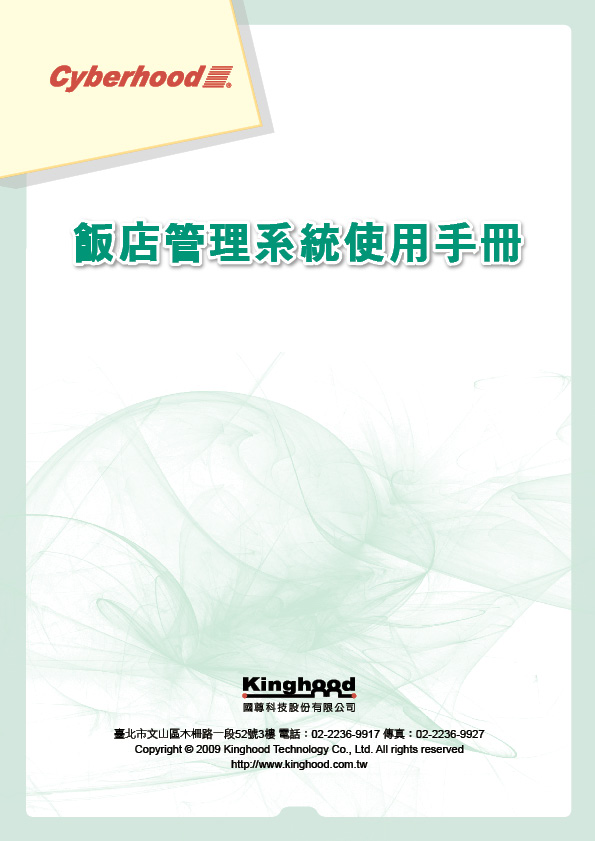 Cyberhood®
飯店管理系統使用手冊
Kinghood
國尊科技股份有限公司
臺北市文山區木柵路一段52號3樓 電話：02-2236-9917 傳真：02-2236-9927
Copyright © 2009 Kinghood Technology Co., Ltd. All rights reserved
http://www.kinghood.com.tw